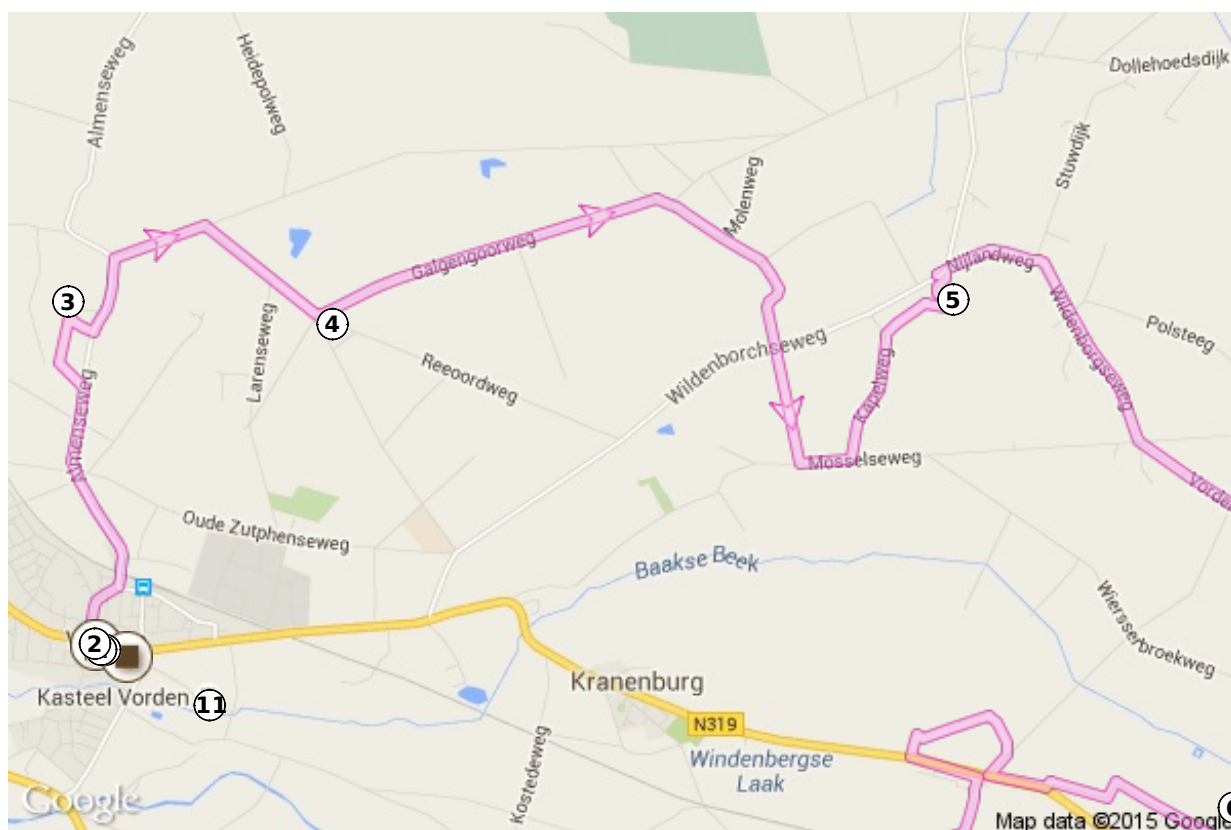 Almenseweg
Heidepolweg
Dollehoedsdijk
Stuwdijk
Molenweg
Galgengoorweg
Nijlandweg
3
4
5
Wildenborgseweg
Polsteeg
Larenseweg
Reeoordweg
Wildenborchseweg
Kapelweg
Almenseweg
Mosselseweg
Vorde
Oude Zutphenseweg
Baakse Beek
Wiersserbroekweg
2
Kasteel Vorden
11
Kranenburg
N319
Windenbergse
Laak
Kostedeweg
Google
Map data ©2015 Google